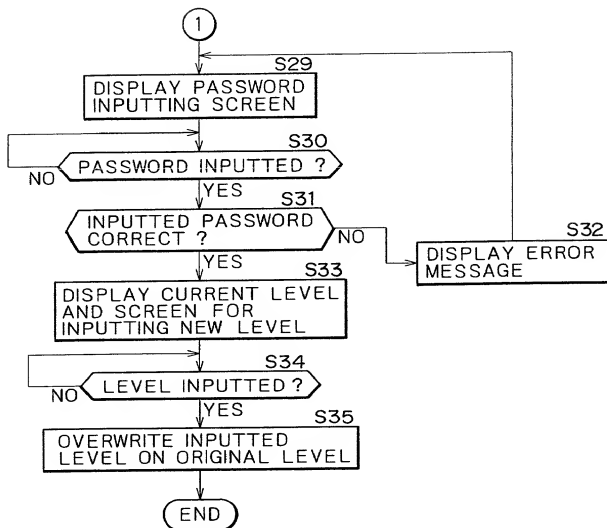 1
S29
DISPLAY PASSWORD
INPUTTING SCREEN
S30
PASSWORD INPUTTED ?
NO
YES
S31
INPUTTED PASSWORD
CORRECT ?
NO
YES
S32
DISPLAY ERROR
MESSAGE
S33
DISPLAY CURRENT LEVEL
AND SCREEN FOR
INPUTTING NEW LEVEL
S34
LEVEL INPUTTED ?
NO
YES
S35
OVERWRITE INPUTTED
LEVEL ON ORIGINAL LEVEL
END